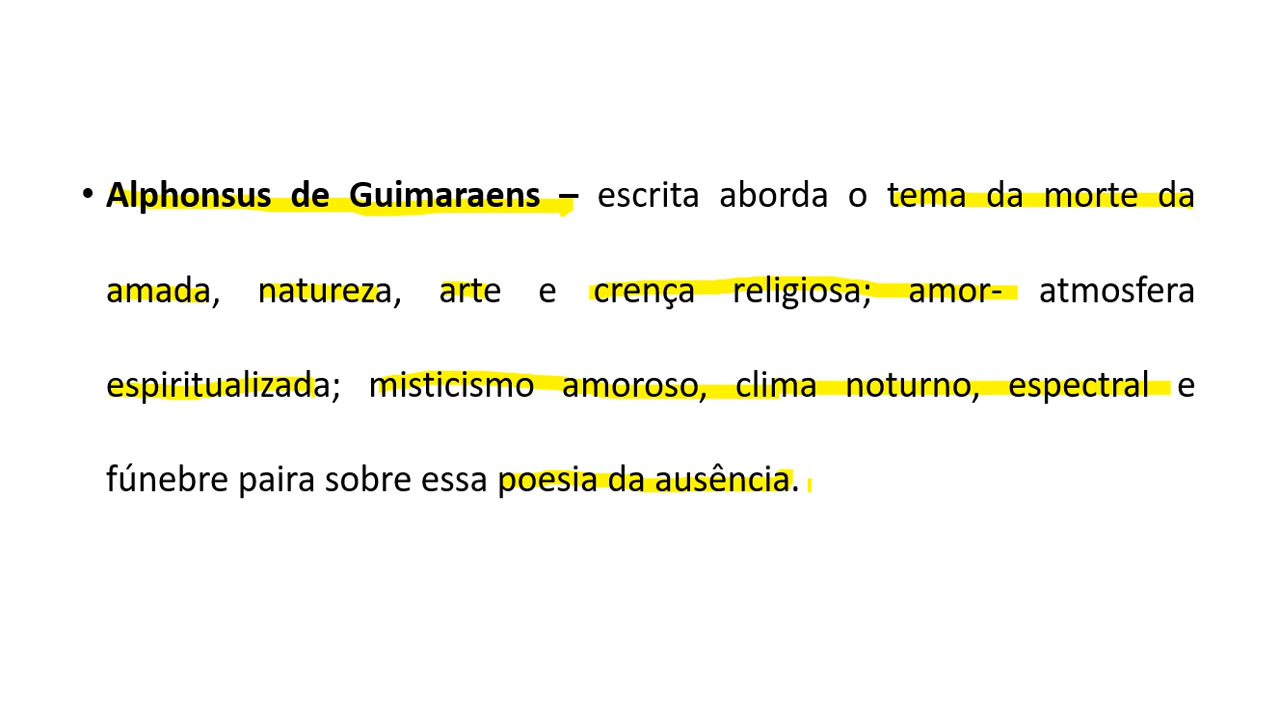 • Alphonsus de Guimaraens – escrita aborda o tema da morte da
amada, natureza, arte e crença religiosa; amor- atmosfera
espiritualizada; misticismo amoroso, clima noturno, espectral e
fúnebre paira sobre essa poesia da ausência.